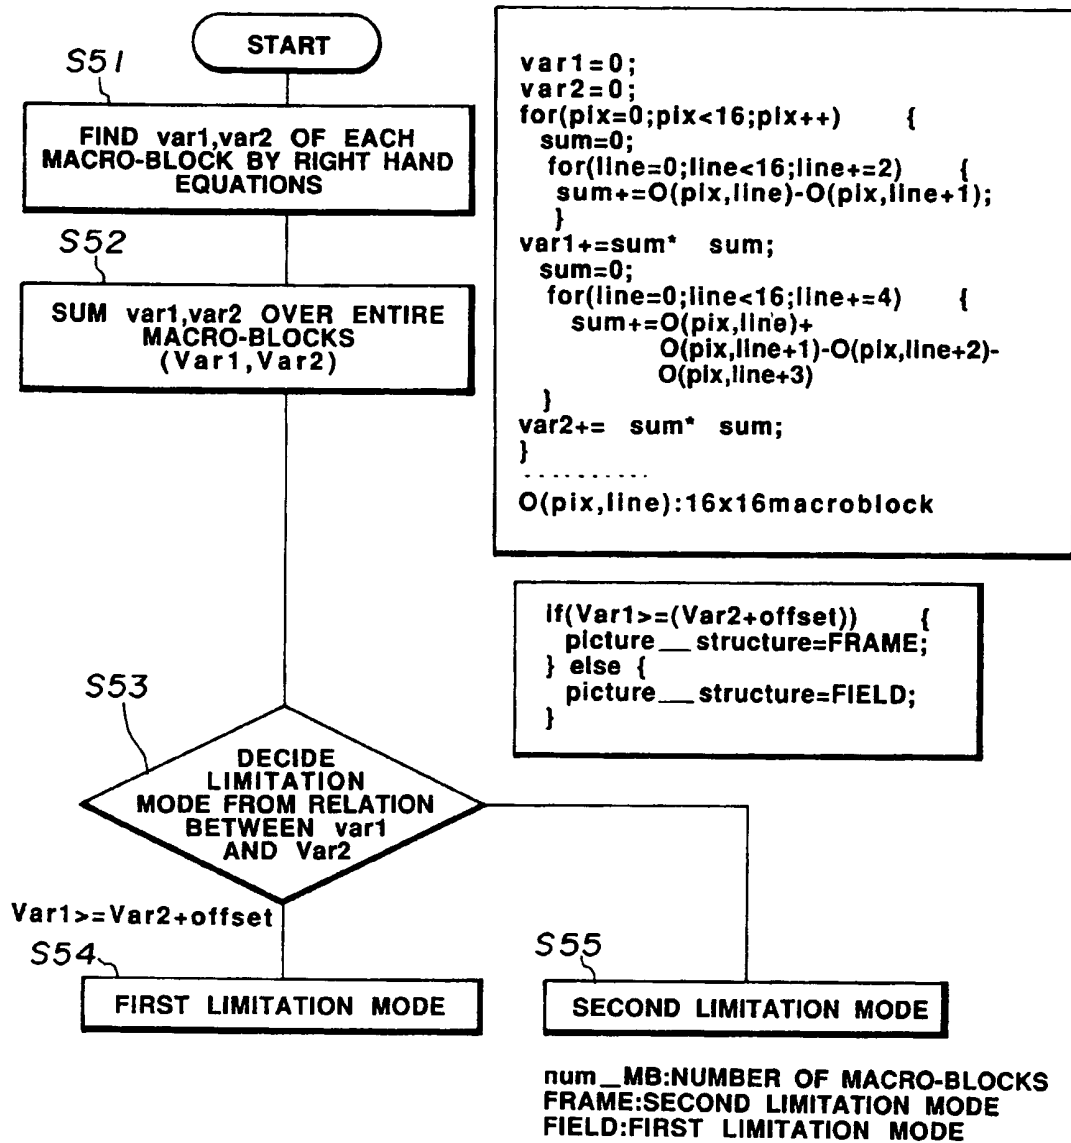 START
S51
FIND var1,var2 OF EACH
MACRO-BLOCK BY RIGHT HAND
EQUATIONS
S52
SUM var1,var2 OVER ENTIRE
MACRO-BLOCKS
(Var1,Var2)
var1=0;
var2=0;
for(pix=0;pix<16;pix++) {
sum=0;
for(line=0;line<16;line+=2) {
sum+=O(pix,line)-O(pix,line+1);
}
var1+=sum* sum;
sum=0;
for(line=0;line<16;line+=4) {
sum+=O(pix,line)+
O(pix,line+1)-O(pix,line+2)-
O(pix,line+3)
}
var2+= sum* sum;
}
..........
O(pix,line):16x16macroblock
if(Var1>=(Var2+offset)) {
picture__structure=FRAME;
} else {
picture__structure=FIELD;
}
S53
DECIDE
LIMITATION
MODE FROM RELATION
BETWEEN var1
AND Var2
Var1>=Var2+offset
S54
FIRST LIMITATION MODE
S55
SECOND LIMITATION MODE
num_MB:NUMBER OF MACRO-BLOCKS
FRAME:SECOND LIMITATION MODE
FIELD:FIRST LIMITATION MODE